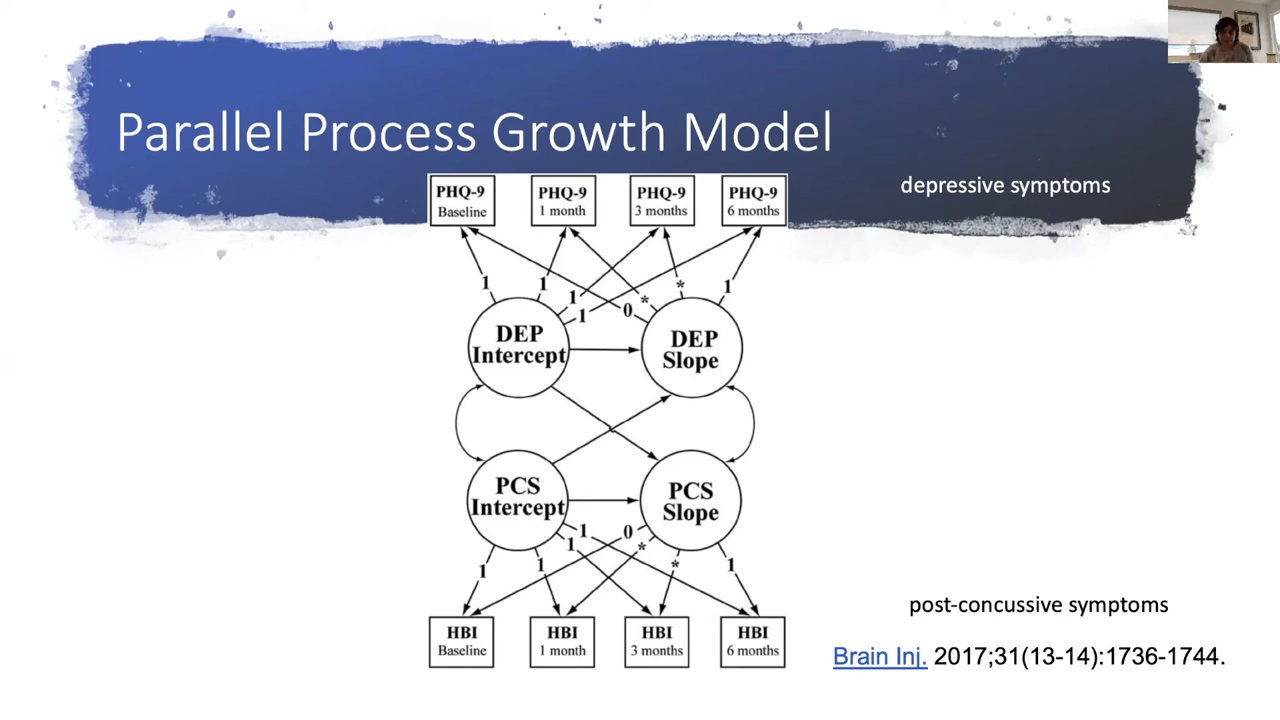 Parallel Process Growth Model
depressive symptoms
PHQ-9 PHQ-9 PHQ-9 PHQ-9
Baseline 1 month 3 months 6 months
1 1 1 1 0 * * 1
DEP DEP
Intercept Slope
PCS PCS
Intercept Slope
1 1 1 1 0 * * 1
HBI HBI HBI HBI
Baseline 1 month 3 months 6 months
post-concussive symptoms
Brain Inj. 2017;31(13-14):1736-1744.